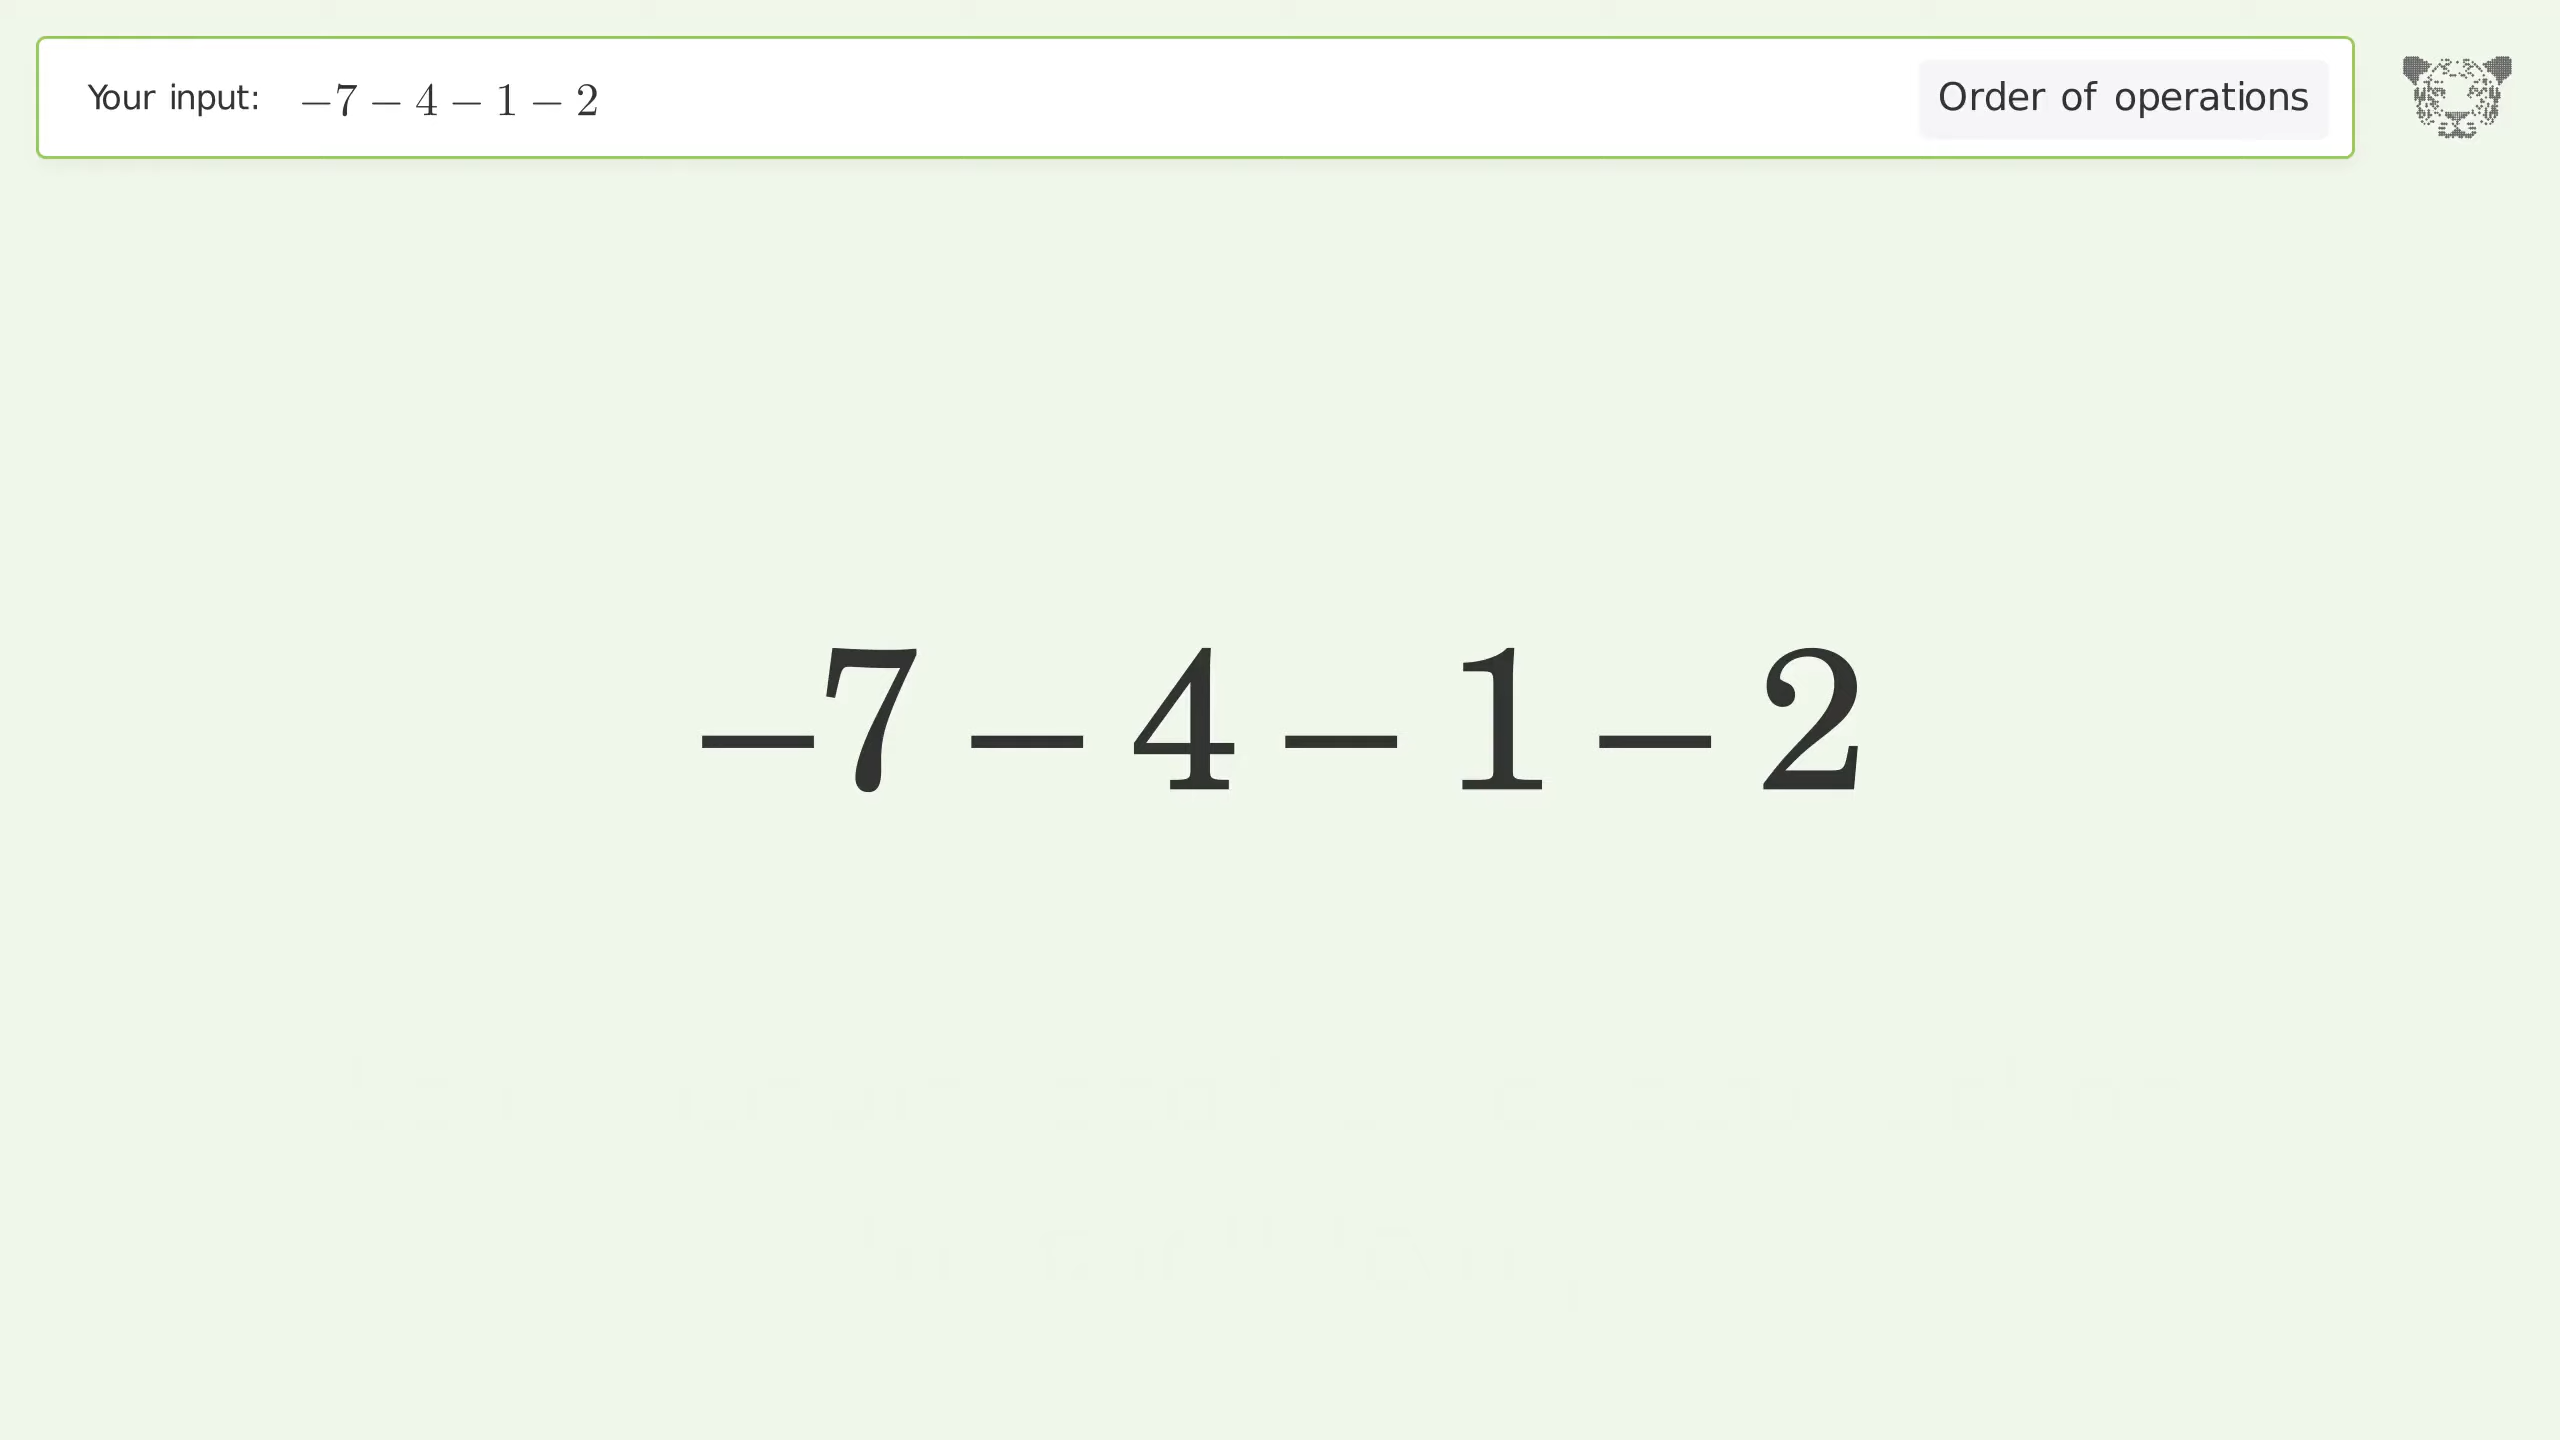 Your input: −7 − 4 − 1 − 2
Order of operations
−7 − 4 − 1 − 2